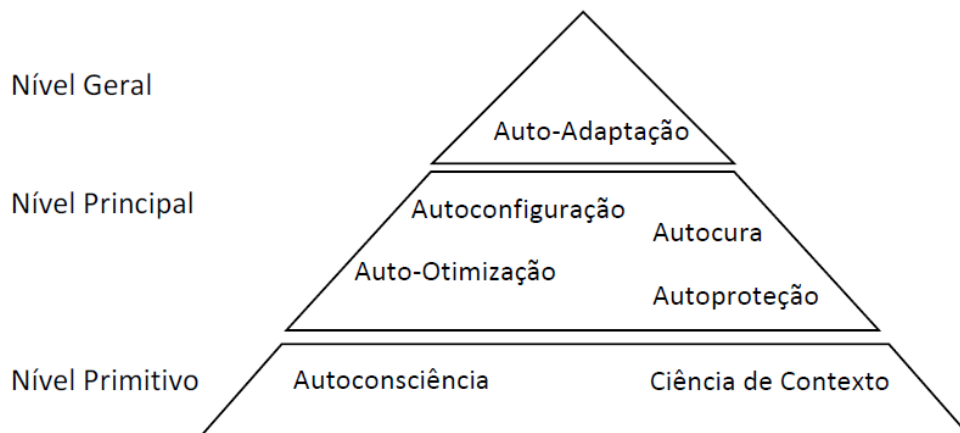 Nível Geral
Auto-Adaptação
Nível Principal
Autoconfiguração
Autocura
Auto-Otimização
Autoproteção
Nível Primitivo
Autoconsciência
Ciência de Contexto